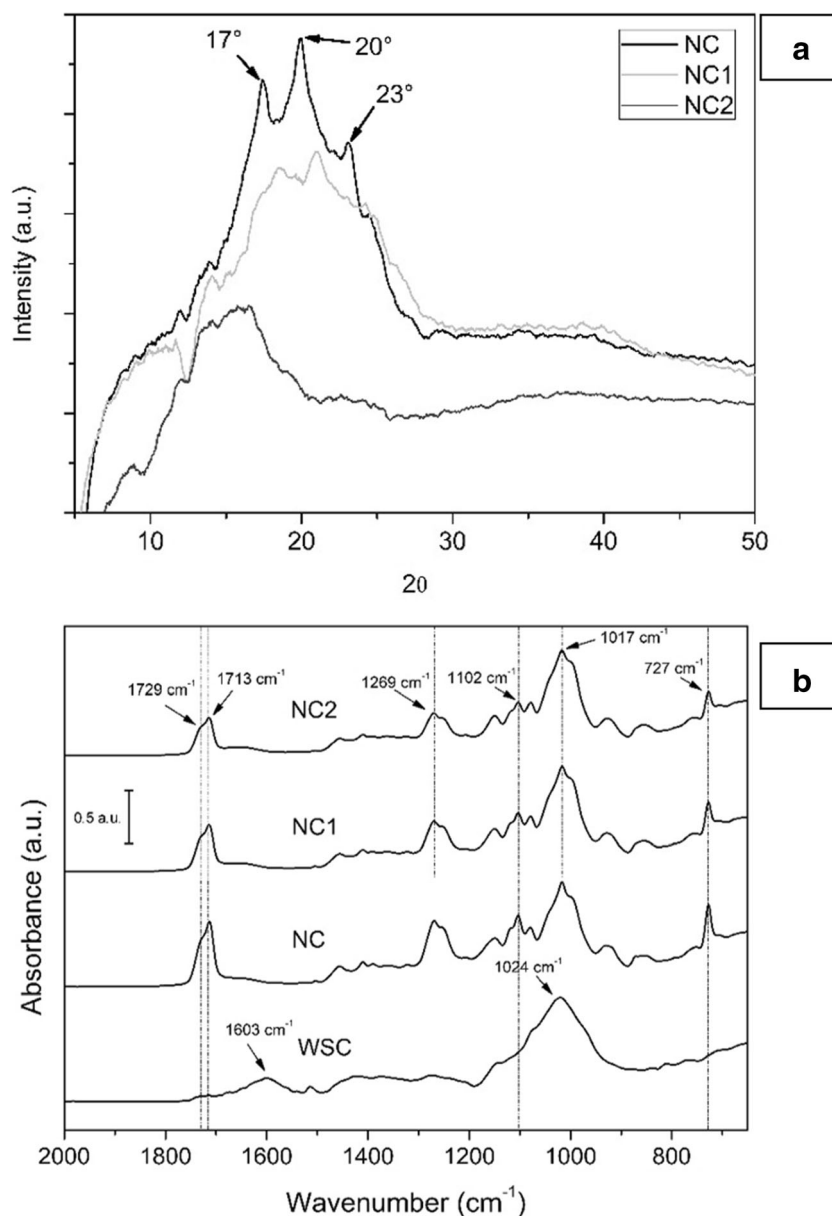 a
17°
20°
23°
NC
NC1
NC2
Intensity (a.u.)
10 20 30 40 50
2θ
b
1729 cm⁻¹
1713 cm⁻¹
1269 cm⁻¹
1102 cm⁻¹
1017 cm⁻¹
727 cm⁻¹
NC2
0.5 a.u.
NC1
NC
1024 cm⁻¹
1603 cm⁻¹
WSC
Absorbance (a.u.)
2000 1800 1600 1400 1200 1000 800
Wavenumber (cm⁻¹)